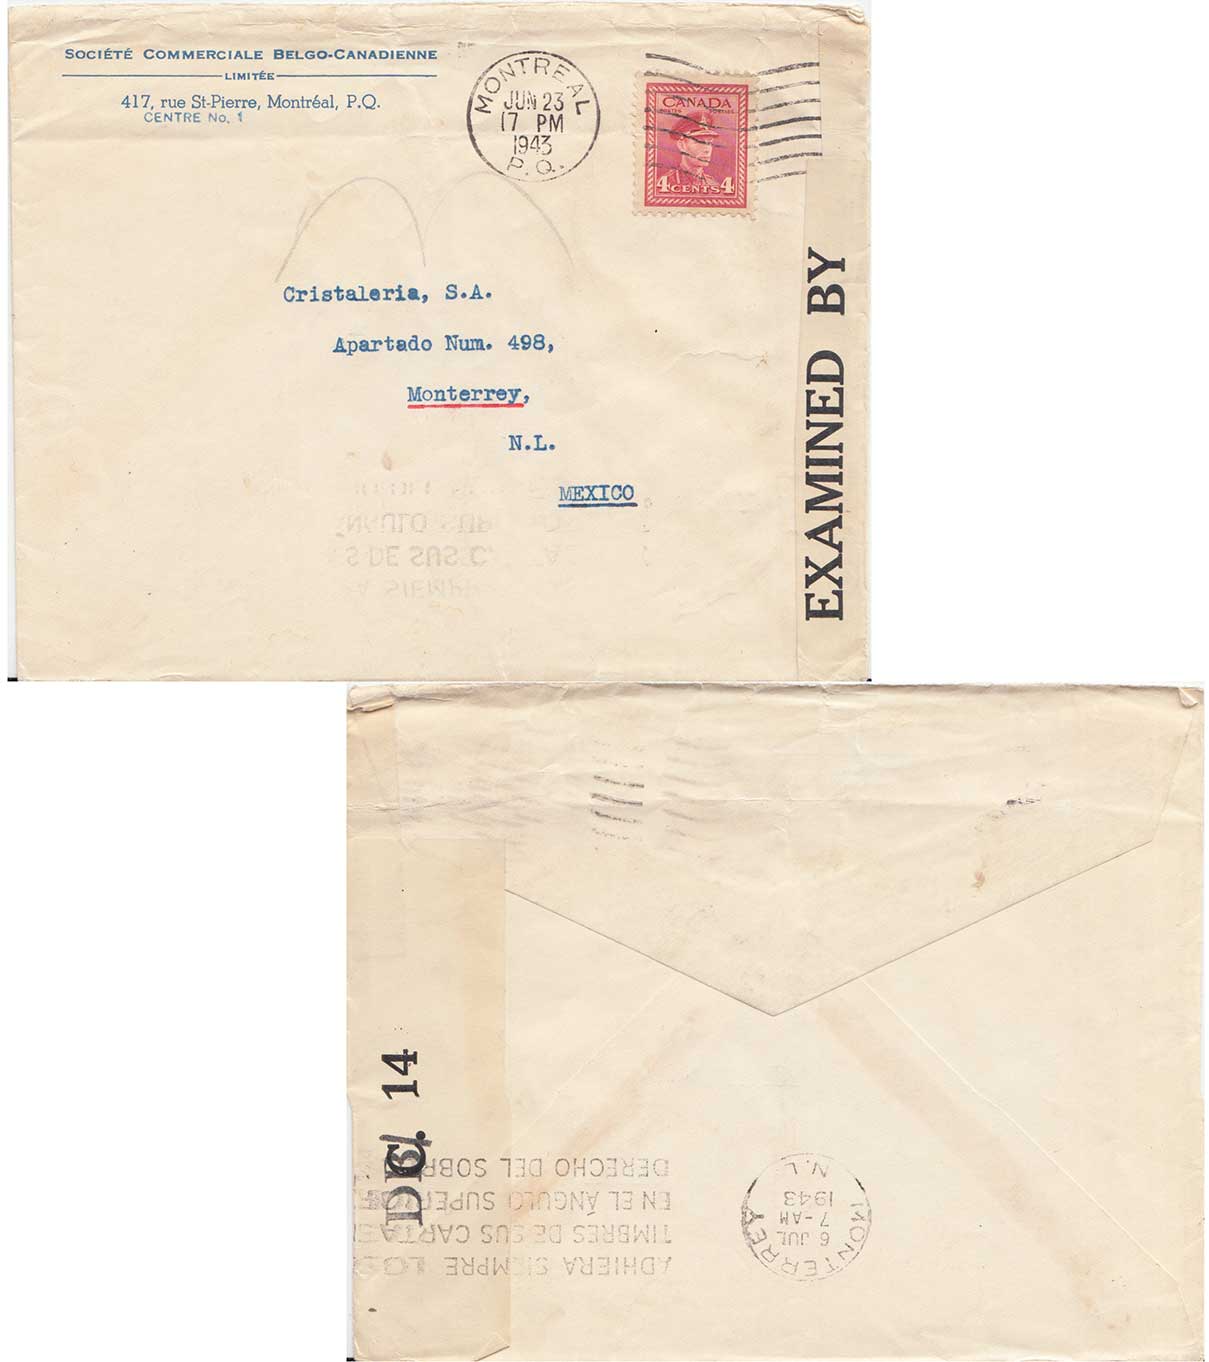 SOCIÉTÉ COMMERCIALE BELGO-CANADIENNE
LIMITÉE
417, rue St-Pierre, Montréal, P.Q.
CENTRE No. 1
MONTREAL
JUN 23
17 PM
1943
P.Q.
CANADA
4 CENTS 4
Cristaleria, S.A.
Apartado Num. 498,
Monterrey,
N.L.
MEXICO
EXAMINED BY
DB/C. 14
ADHIERA SIEMPRE LOS
TIMBRES DE SUS CARTAS
EN EL ÁNGULO SUPERIOR
DERECHO DEL SOBRE
MONTERREY
6 JUL
7-AM
1943
N.L.